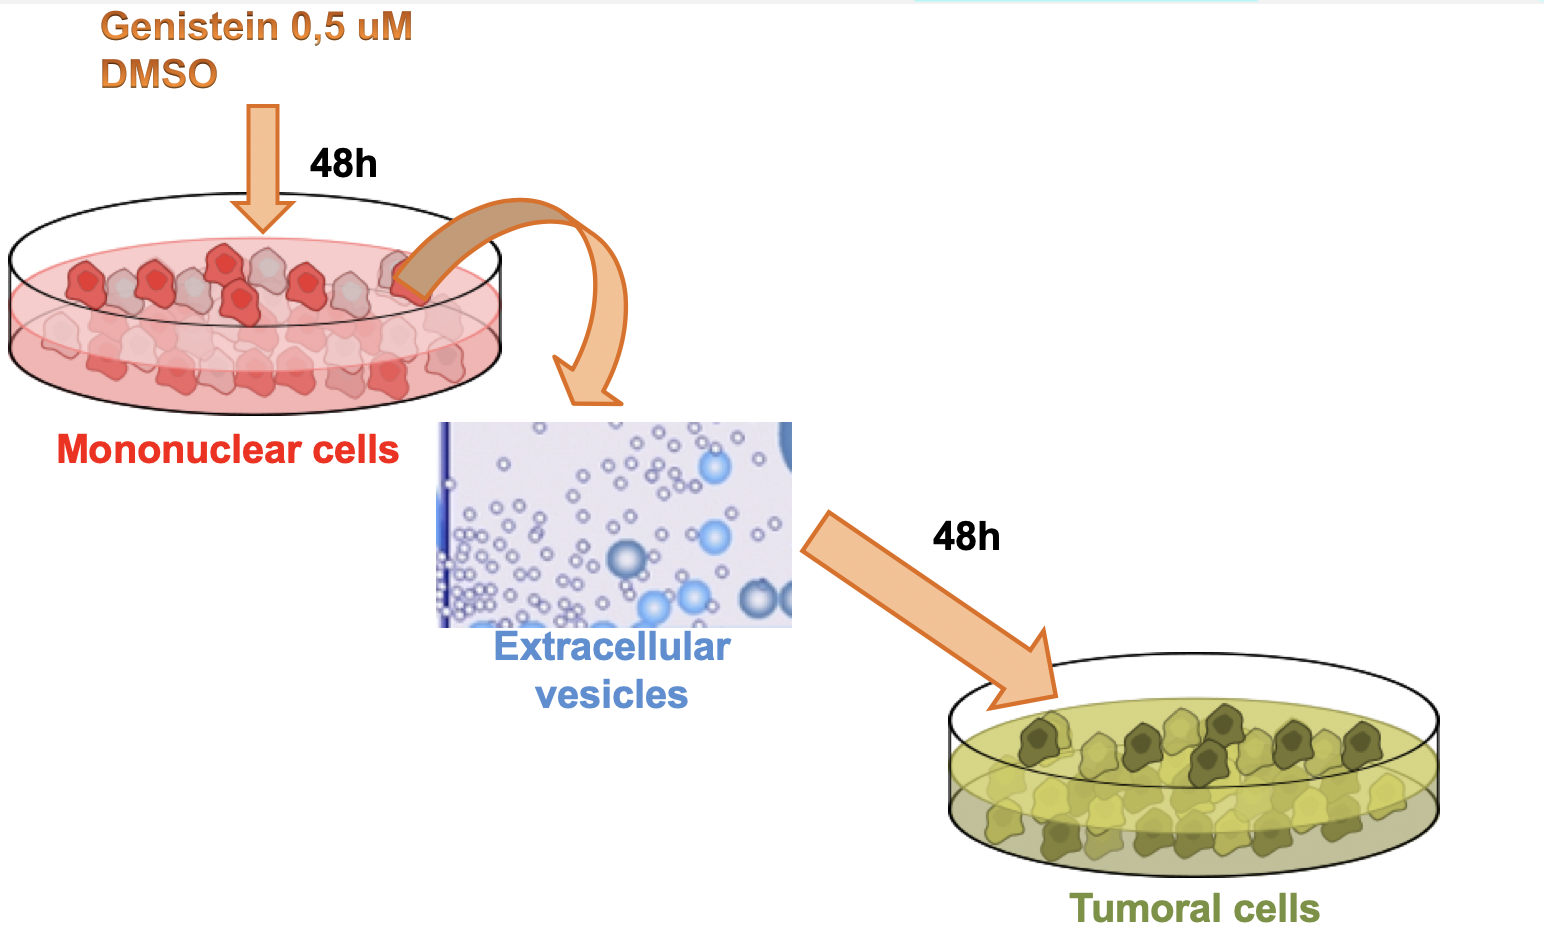 Genistein 0,5 uM
DMSO
48h
Mononuclear cells
Extracellular
vesicles
48h
Tumoral cells